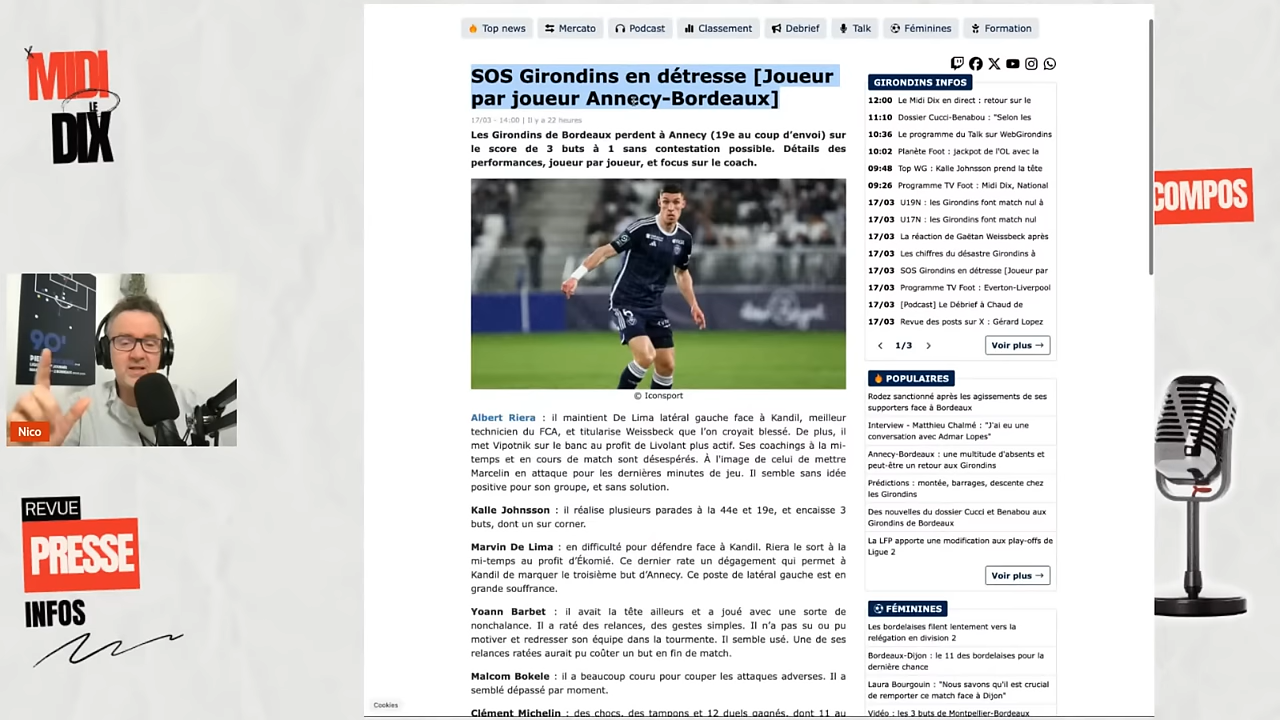 MIDI
LE
DIX
90'
Nico
REVUE
PRESSE
INFOS
Top news
Mercato
Podcast
Classement
Debrief
Talk
Féminines
Formation
SOS Girondins en détresse [Joueur
par joueur Annecy-Bordeaux]
17/03 - 14:00 | Il y a 22 heures
Les Girondins de Bordeaux perdent à Annecy (19e au coup d’envoi) sur
le score de 3 buts à 1 sans contestation possible. Détails des
performances, joueur par joueur, et focus sur le coach.
© Iconsport
Albert Riera : il maintient De Lima latéral gauche face à Kandil, meilleur
technicien du FCA, et titularise Weissbeck que l’on croyait blessé. De plus, il
met Vipotnik sur le banc au profit de Livolant plus actif. Ses coachings à la mi-
temps et en cours de match sont désespérés. À l’image de celui de mettre
Marcelin en attaque pour les dernières minutes de jeu. Il semble sans idée
positive pour son groupe, et sans solution.
Kalle Johnsson : il réalise plusieurs parades à la 44e et 19e, et encaisse 3
buts, dont un sur corner.
Marvin De Lima : en difficulté pour défendre face à Kandil. Riera le sort à la
mi-temps au profit d’Ékomié. Ce dernier rate un dégagement qui permet à
Kandil de marquer le troisième but d’Annecy. Ce poste de latéral gauche est en
grande souffrance.
Yoann Barbet : il avait la tête ailleurs et a joué avec une sorte de
nonchalance. Il a raté des relances, des gestes simples. Il n’a pas su ou pu
motiver et redresser son équipe dans la tourmente. Il semble usé. Une de ses
relances ratées aurait pu coûter un but en fin de match.
Malcom Bokele : il a beaucoup couru pour couper les attaques adverses. Il a
semblé dépassé par moment.
Clément Michelin : des chocs, des tampons et 12 duels gagnés, dont 11 au
Cookies
GIRONDINS INFOS
12:00 Le Midi Dix en direct : retour sur le
11:10 Dossier Cucci-Benabou : "Selon les
10:36 Le programme du Talk sur WebGirondins
10:02 Planète Foot : jackpot de l'OL avec la
09:48 Top WG : Kalle Johnsson prend la tête
09:26 Programme TV Foot : Midi Dix, National
17/03 U19N : les Girondins font match nul à
17/03 U17N : les Girondins font match nul
17/03 La réaction de Gaëtan Weissbeck après
17/03 Les chiffres du désastre Girondins à
17/03 SOS Girondins en détresse [Joueur par
17/03 Programme TV Foot : Everton-Liverpool
17/03 [Podcast] Le Débrief à Chaud de
17/03 Revue des posts sur X : Gérard Lopez
1/3
Voir plus →
POPULAIRES
Rodez sanctionné après les agissements de ses
supporters face à Bordeaux
Interview - Matthieu Chalmé : "J'ai eu une
conversation avec Admar Lopes"
Annecy-Bordeaux : une multitude d'absents et
peut-être un retour aux Girondins
Prédictions : montée, barrages, descente chez
les Girondins
Des nouvelles du dossier Cucci et Benabou aux
Girondins de Bordeaux
La LFP apporte une modification aux play-offs de
Ligue 2
Voir plus →
FÉMININES
Les bordelaises filent lentement vers la
relégation en division 2
Bordeaux-Dijon : le 11 des bordelaises pour la
dernière chance
Laura Bourgoin : "Nous savons qu'il est crucial
de remporter ce match face à Dijon"
Vidéo : les 3 buts de Montpellier-Bordeaux
COMPOS